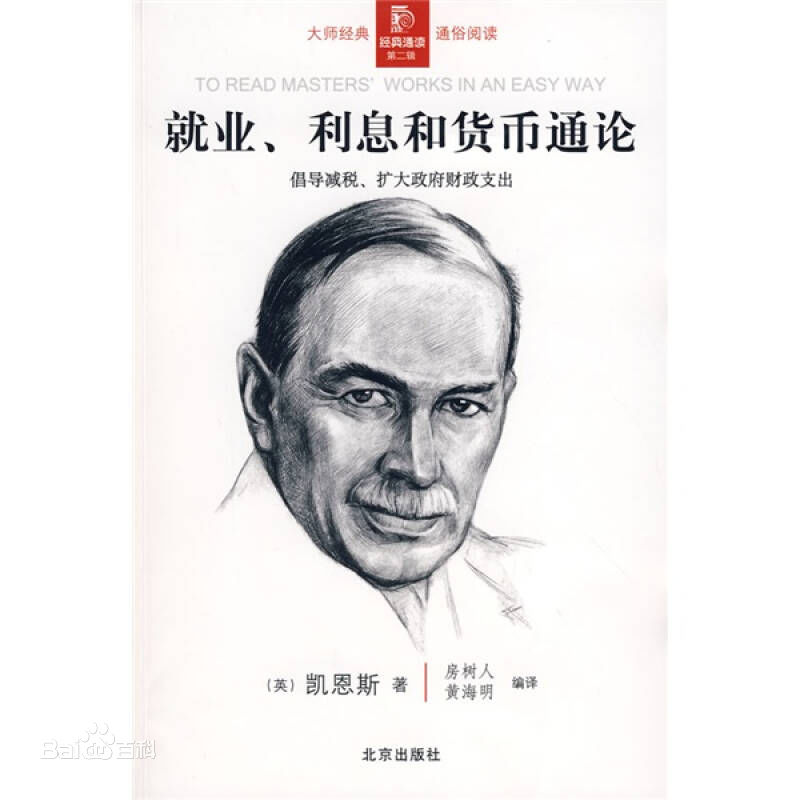 大师经典 经典通读 通俗阅读
第二辑
TO READ MASTERS' WORKS IN AN EASY WAY
就业、利息和货币通论
倡导减税、扩大政府财政支出
(英) 凯恩斯 著
房树人
黄海明 编译
北京出版社
Baidu百科